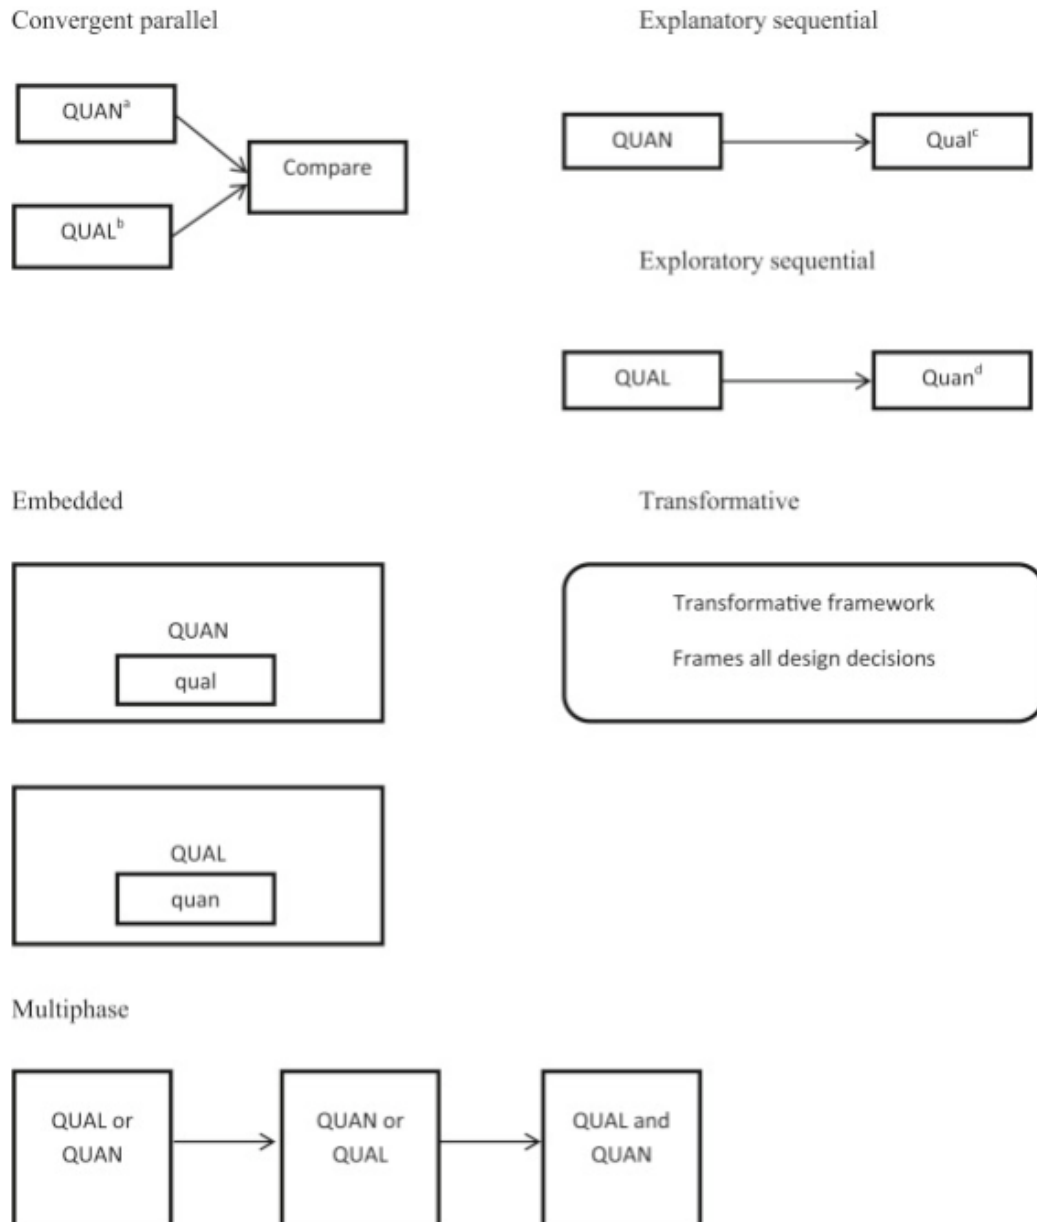 Convergent parallel
QUANᵃ
QUALᵇ
Compare
Explanatory sequential
QUAN
Qualᶜ
Exploratory sequential
QUAL
Quanᵈ
Embedded
QUAN
qual
QUAL
quan
Transformative
Transformative framework
Frames all design decisions
Multiphase
QUAL or
QUAN
QUAN or
QUAL
QUAL and
QUAN